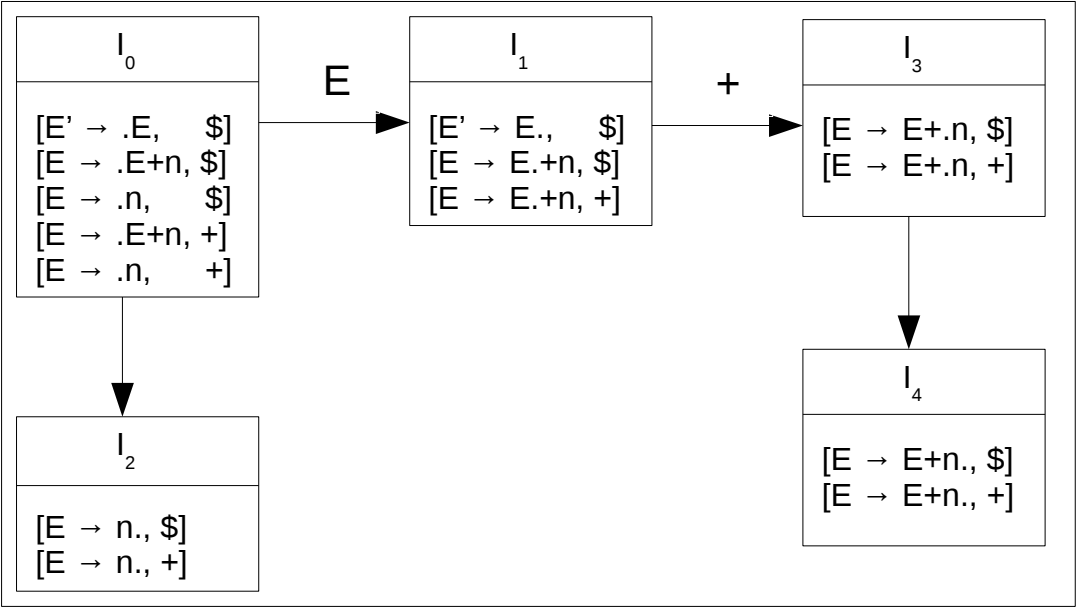 I0
[E’ → .E, $]
[E → .E+n, $]
[E → .n, $]
[E → .E+n, +]
[E → .n, +]
E
I1
[E’ → E., $]
[E → E.+n, $]
[E → E.+n, +]
+
I3
[E → E+.n, $]
[E → E+.n, +]
I2
[E → n., $]
[E → n., +]
I4
[E → E+n., $]
[E → E+n., +]